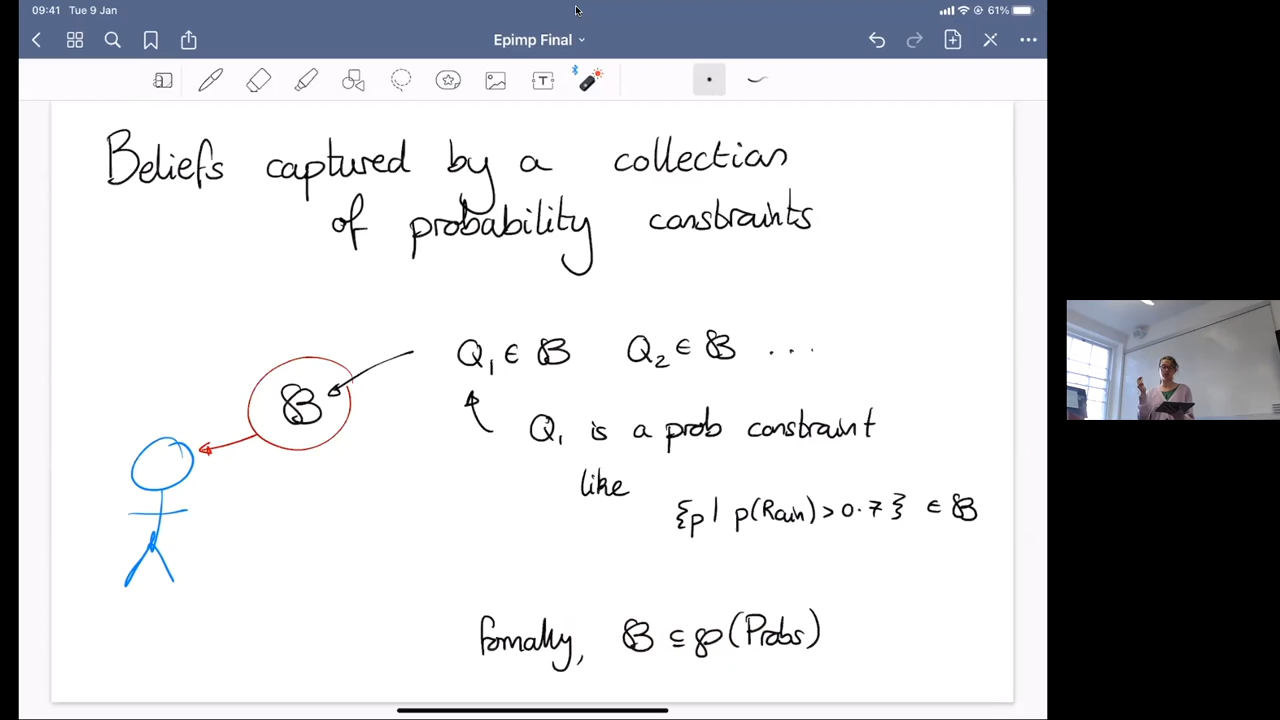 09:41 Tue 9 Jan
61%
Epimp Final
Beliefs captured by a collection
of probability constraints
Q₁ ∈ 𝔅 Q₂ ∈ 𝔅 ...
𝔅
Q₁ is a prob constraint
like
{p | p(Rain) > 0.7} ∈ 𝔅
formally, 𝔅 ⊆ ℘(Probs)